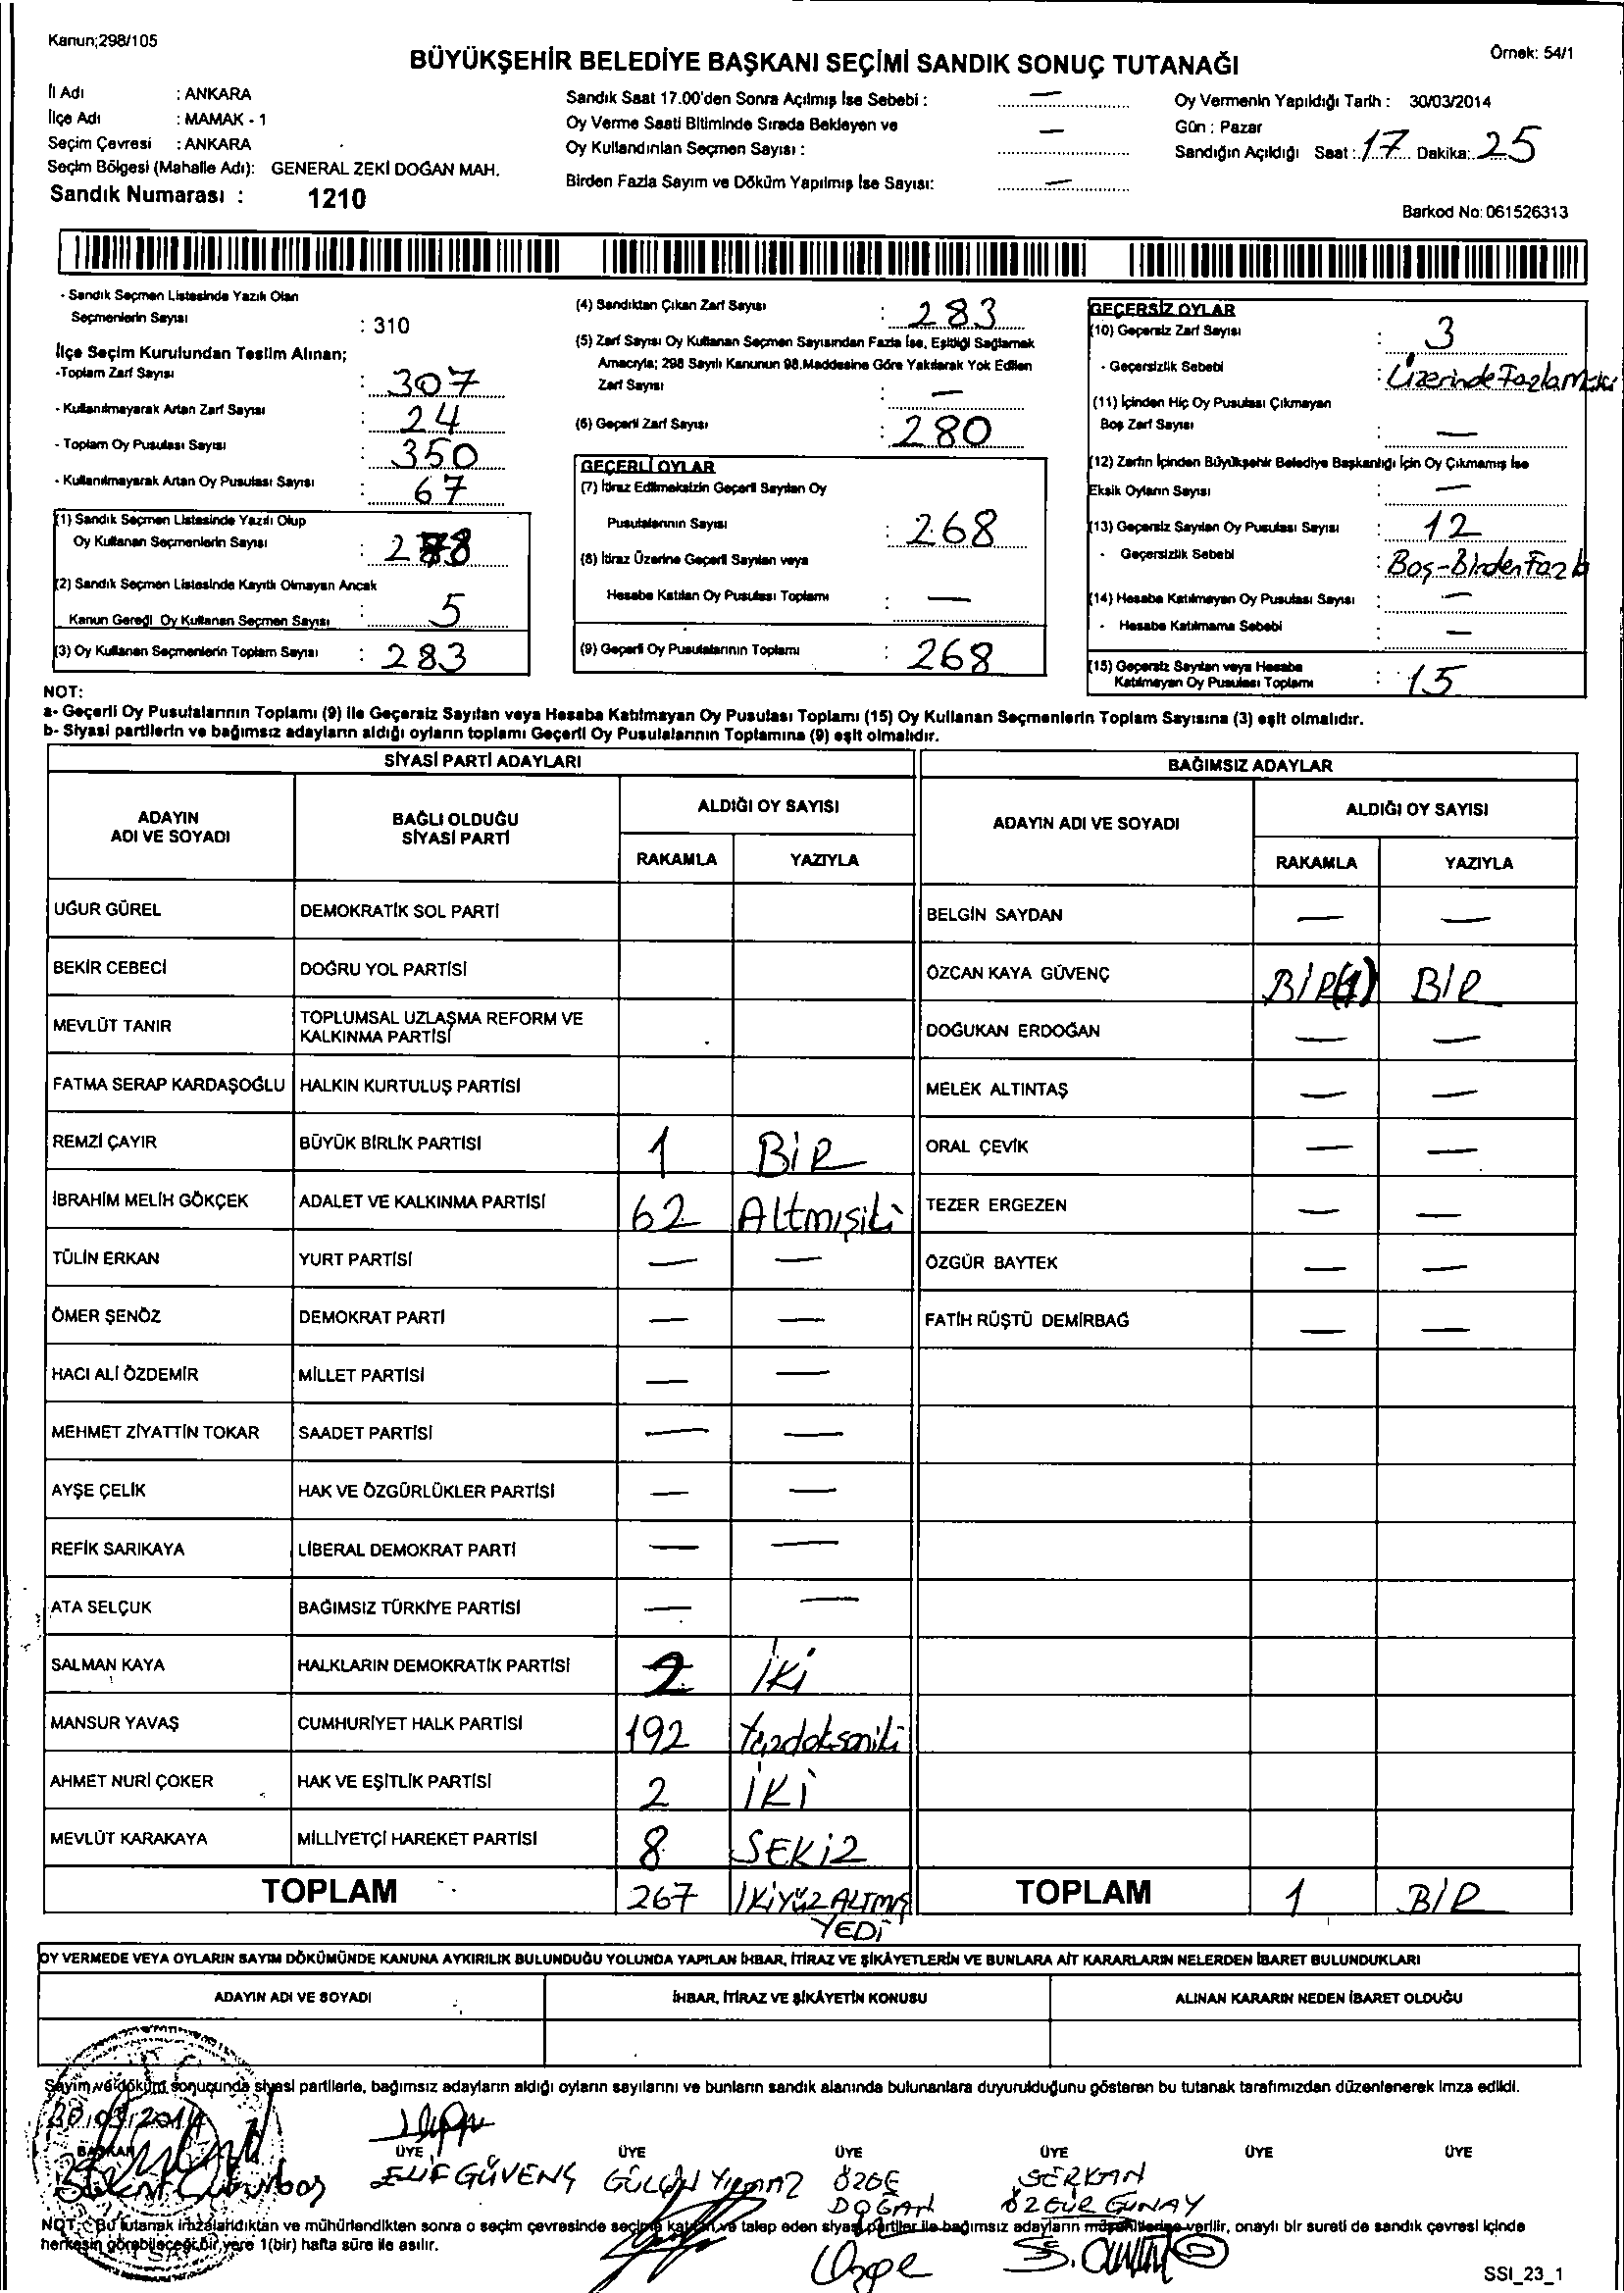 Kanun;298/105
BÜYÜKŞEHİR BELEDİYE BAŞKANI SEÇİMİ SANDIK SONUÇ TUTANAĞI
Örnek: 54/1
İl Adı : ANKARA
İlçe Adı : MAMAK - 1
Seçim Çevresi : ANKARA
Seçim Bölgesi (Mahalle Adı): GENERAL ZEKİ DOĞAN MAH.
Sandık Numarası : 1210
Sandık Saat 17.00'den Sonra Açılmış İse Sebebi : —
Oy Verme Saati Bitiminde Sırada Bekleyen ve
Oy Kullandırılan Seçmen Sayısı : —
Birden Fazla Sayım ve Döküm Yapılmış İse Sayısı: —
Oy Vermenin Yapıldığı Tarih : 30/03/2014
Gün : Pazar
Sandığın Açıldığı Saat : 17 Dakika: 25
Barkod No: 061526313
- Sandık Seçmen Listesinde Yazılı Olan
Seçmenlerin Sayısı : 310
İlçe Seçim Kurulundan Teslim Alınan;
-Toplam Zarf Sayısı : 307
- Kullanılmayarak Artan Zarf Sayısı : 24
- Toplam Oy Pusulası Sayısı : 350
- Kullanılmayarak Artan Oy Pusulası Sayısı : 67
(1) Sandık Seçmen Listesinde Yazılı Olup
Oy Kullanan Seçmenlerin Sayısı : 278
(2) Sandık Seçmen Listesinde Kayıtlı Olmayan Ancak
Kanun Gereği Oy Kullanan Seçmen Sayısı : 5
(3) Oy Kullanan Seçmenlerin Toplam Sayısı : 283
(4) Sandıktan Çıkan Zarf Sayısı : 283
(5) Zarf Sayısı Oy Kullanan Seçmen Sayısından Fazla İse, Eşitliği Sağlamak
Amacıyla; 298 Sayılı Kanunun 98.Maddesine Göre Yakılarak Yok Edilen
Zarf Sayısı : —
(6) Geçerli Zarf Sayısı : 280
GEÇERLİ OYLAR
(7) İtiraz Edilmeksizin Geçerli Sayılan Oy
Pusulalarının Sayısı : 268
(8) İtiraz Üzerine Geçerli Sayılan veya
Hesaba Katılan Oy Pusulası Toplamı : —
(9) Geçerli Oy Pusulalarının Toplamı : 268
GEÇERSİZ OYLAR
(10) Geçersiz Zarf Sayısı : 3
- Geçersizlik Sebebi : Üzerinde Fazla
(11) İçinden Hiç Oy Pusulası Çıkmayan
Boş Zarf Sayısı : —
(12) Zarfın İçinden Büyükşehir Belediye Başkanlığı İçin Oy Çıkmamış İse
Eksik Oyların Sayısı : —
(13) Geçersiz Sayılan Oy Pusulası Sayısı : 12
- Geçersizlik Sebebi : Boş-Birden Fazla
(14) Hesaba Katılmayan Oy Pusulası Sayısı : —
- Hesaba Katılmama Sebebi : —
(15) Geçersiz Sayılan veya Hesaba
Katılmayan Oy Pusulası Toplamı : 15
NOT:
a- Geçerli Oy Pusulalarının Toplamı (9) ile Geçersiz Sayılan veya Hesaba Katılmayan Oy Pusulası Toplamı (15) Oy Kullanan Seçmenlerin Toplam Sayısına (3) eşit olmalıdır.
b- Siyasi partilerin ve bağımsız adayların aldığı oyların toplamı Geçerli Oy Pusulalarının Toplamına (9) eşit olmalıdır.
SİYASİ PARTİ ADAYLARI
ADAYIN
ADI VE SOYADI
BAĞLI OLDUĞU
SİYASİ PARTİ
ALDIĞI OY SAYISI
RAKAMLA YAZIYLA
UĞUR GÜREL DEMOKRATİK SOL PARTİ
BEKİR CEBECİ DOĞRU YOL PARTİSİ
MEVLÜT TANIR TOPLUMSAL UZLAŞMA REFORM VE
KALKINMA PARTİSİ
FATMA SERAP KARDAŞOĞLU HALKIN KURTULUŞ PARTİSİ
REMZİ ÇAYIR BÜYÜK BİRLİK PARTİSİ 1 BİR
İBRAHİM MELİH GÖKÇEK ADALET VE KALKINMA PARTİSİ 62 Altmışiki
TÜLİN ERKAN YURT PARTİSİ — —
ÖMER ŞENÖZ DEMOKRAT PARTİ — —
HACI ALİ ÖZDEMİR MİLLET PARTİSİ — —
MEHMET ZİYATTİN TOKAR SAADET PARTİSİ — —
AYŞE ÇELİK HAK VE ÖZGÜRLÜKLER PARTİSİ — —
REFİK SARIKAYA LİBERAL DEMOKRAT PARTİ — —
ATA SELÇUK BAĞIMSIZ TÜRKİYE PARTİSİ — —
SALMAN KAYA HALKLARIN DEMOKRATİK PARTİSİ 2 İki
MANSUR YAVAŞ CUMHURİYET HALK PARTİSİ 192 Yüzdoksaniki
AHMET NURİ ÇOKER HAK VE EŞİTLİK PARTİSİ 2 İKİ
MEVLÜT KARAKAYA MİLLİYETÇİ HAREKET PARTİSİ 8 SEKİZ
TOPLAM 267 İKİYÜZ ALTMIŞ
YEDİ
BAĞIMSIZ ADAYLAR
ADAYIN ADI VE SOYADI
ALDIĞI OY SAYISI
RAKAMLA YAZIYLA
BELGİN SAYDAN — —
ÖZCAN KAYA GÜVENÇ BİR(1) BİR
DOĞUKAN ERDOĞAN — —
MELEK ALTINTAŞ — —
ORAL ÇEVİK — —
TEZER ERGEZEN — —
ÖZGÜR BAYTEK — —
FATİH RÜŞTÜ DEMİRBAĞ — —
TOPLAM 1 BİR
OY VERMEDE VEYA OYLARIN SAYIM DÖKÜMÜNDE KANUNA AYKIRILIK BULUNDUĞU YOLUNDA YAPILAN İHBAR, İTİRAZ VE ŞİKÂYETLERİN VE BUNLARA AİT KARARLARIN NELERDEN İBARET BULUNDUKLARI
ADAYIN ADI VE SOYADI İHBAR, İTİRAZ VE ŞİKÂYETİN KONUSU ALINAN KARARIN NEDEN İBARET OLDUĞU
Sayım ve döküm sonucunda siyasi partilerle, bağımsız adayların aldığı oyların sayılarını ve bunların sandık alanında bulunanlara duyurulduğunu gösteren bu tutanak tarafımızdan düzenlenerek imza edildi.
30/03/2014
BAŞKAN ÜYE ÜYE ÜYE ÜYE ÜYE ÜYE
ELİF GÜVENÇ GÜLÇİN YILMAZ ÖZGE SERKAN
DOĞAN ÖZGÜR GÜNAY
NOT: Bu tutanak imzalandıktan ve mühürlendikten sonra o seçim çevresinde seçime katılan ve talep eden siyasi partiler ile bağımsız adayların müşahitlerine verilir, onaylı bir sureti de sandık çevresi içinde
herkesin görebileceği bir yere 1(bir) hafta süre ile asılır.
Özge
SSI_23_1